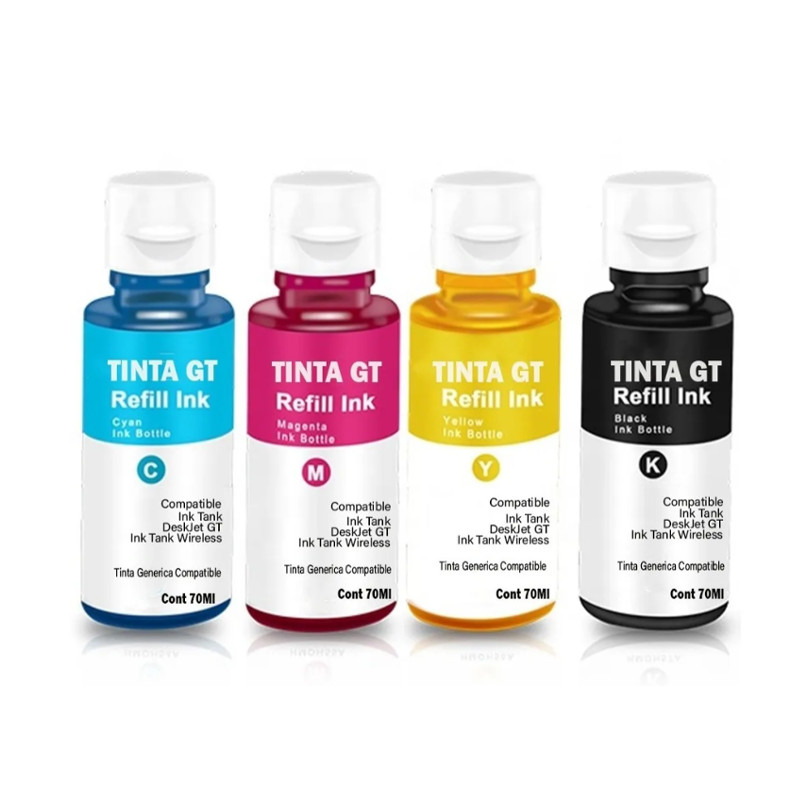 TINTA GT
Refill Ink
Cyan
Ink Bottle
C
Compatible
Ink Tank
DeskJet GT
Ink Tank Wireless
Tinta Generica Compatible
Cont 70Ml
TINTA GT
Refill Ink
Magenta
Ink Bottle
M
Compatible
Ink Tank
DeskJet GT
Ink Tank Wireless
Tinta Generica Compatible
Cont 70Ml
TINTA GT
Refill Ink
Yellow
Ink Bottle
Y
Compatible
Ink Tank
DeskJet GT
Ink Tank Wireless
Tinta Generica Compatible
Cont 70Ml
TINTA GT
Refill Ink
Black
Ink Bottle
K
Compatible
Ink Tank
DeskJet GT
Ink Tank Wireless
Tinta Generica Compatible
Cont 70Ml